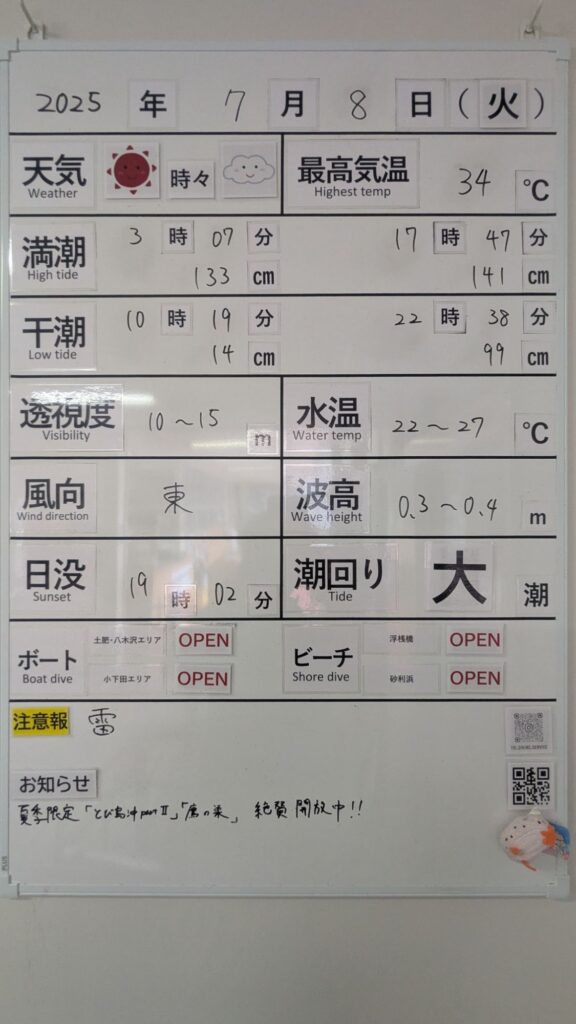 2025 年 7 月 8 日 (火)
天気 時々 最高気温 34 ℃
Weather Highest temp
満潮 3 時 07 分 17 時 47 分
High tide 133 cm 141 cm
干潮 10 時 19 分 22 時 38 分
Low tide 14 cm 99 cm
透視度 10～15 m 水温 22～27 ℃
Visibility Water temp
風向 東 波高 0.3～0.4 m
Wind direction Wave height
日没 19 時 02 分 潮回り 大 潮
Sunset Tide
ボート 土肥・八木沢エリア OPEN ビーチ 浮桟橋 OPEN
Boat dive 小下田エリア OPEN Shore dive 砂利浜 OPEN
注意報 雷
お知らせ
夏季限定「とび島沖partⅡ」「の」絶賛開放中!!
PLUS